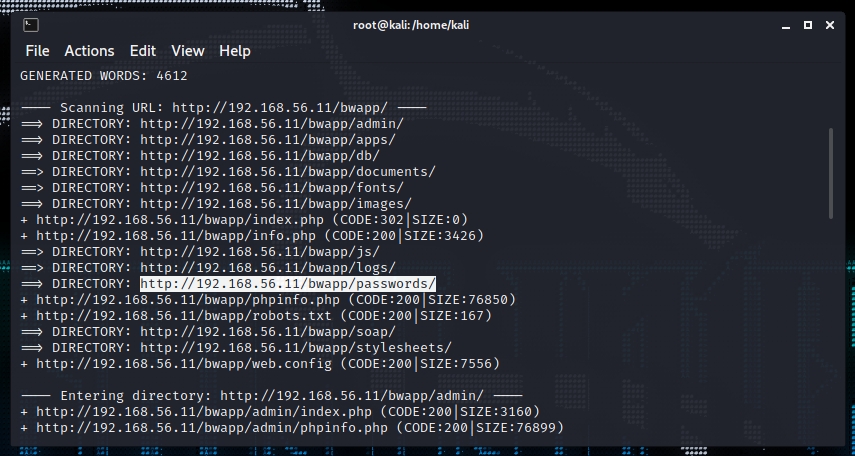 root@kali: /home/kali
File Actions Edit View Help
GENERATED WORDS: 4612
---- Scanning URL: http://192.168.56.11/bwapp/ ----
==> DIRECTORY: http://192.168.56.11/bwapp/admin/
==> DIRECTORY: http://192.168.56.11/bwapp/apps/
==> DIRECTORY: http://192.168.56.11/bwapp/db/
==> DIRECTORY: http://192.168.56.11/bwapp/documents/
==> DIRECTORY: http://192.168.56.11/bwapp/fonts/
==> DIRECTORY: http://192.168.56.11/bwapp/images/
+ http://192.168.56.11/bwapp/index.php (CODE:302|SIZE:0)
+ http://192.168.56.11/bwapp/info.php (CODE:200|SIZE:3426)
==> DIRECTORY: http://192.168.56.11/bwapp/js/
==> DIRECTORY: http://192.168.56.11/bwapp/logs/
==> DIRECTORY: http://192.168.56.11/bwapp/passwords/
+ http://192.168.56.11/bwapp/phpinfo.php (CODE:200|SIZE:76850)
+ http://192.168.56.11/bwapp/robots.txt (CODE:200|SIZE:167)
==> DIRECTORY: http://192.168.56.11/bwapp/soap/
==> DIRECTORY: http://192.168.56.11/bwapp/stylesheets/
+ http://192.168.56.11/bwapp/web.config (CODE:200|SIZE:7556)
---- Entering directory: http://192.168.56.11/bwapp/admin/ ----
+ http://192.168.56.11/bwapp/admin/index.php (CODE:200|SIZE:3160)
+ http://192.168.56.11/bwapp/admin/phpinfo.php (CODE:200|SIZE:76899)